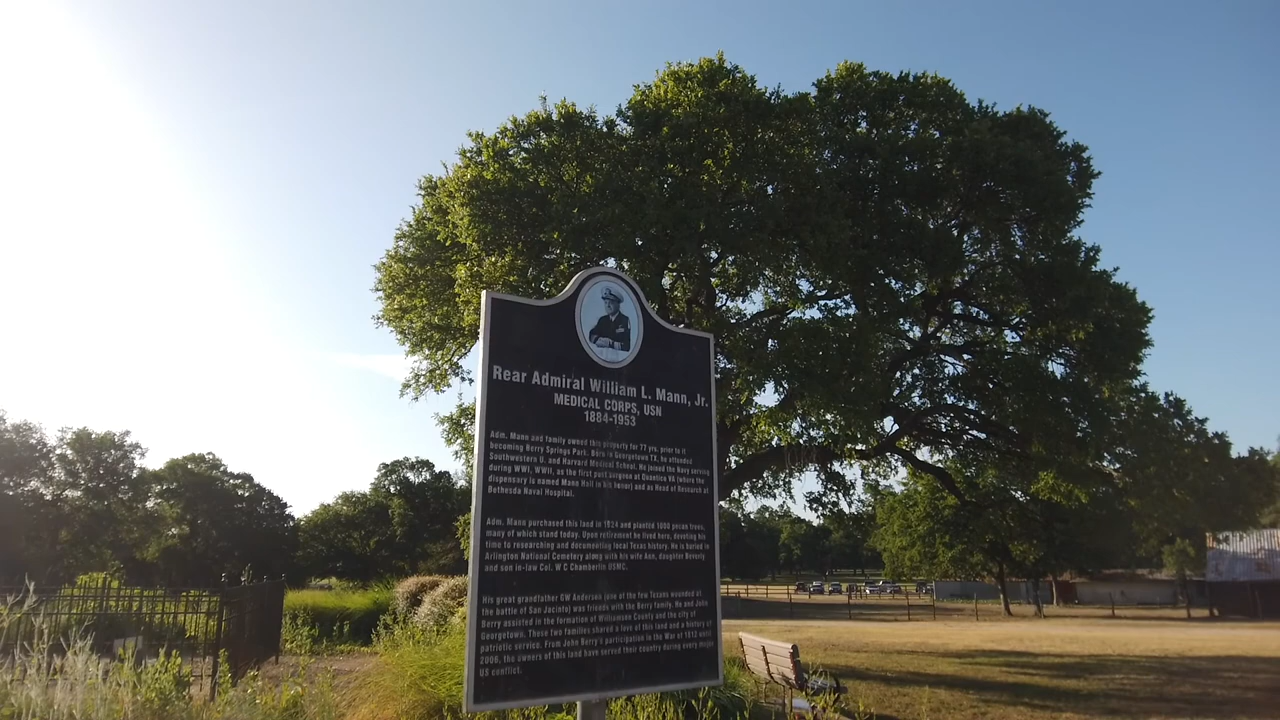 Rear Admiral William L. Mann, Jr.
MEDICAL CORPS, USN
1884-1953
Adm. Mann and family owned this property for 77 yrs. prior to it
becoming Berry Springs Park. Born in Georgetown TX, he attended
Southwestern U. and Harvard Medical School. He joined the Navy serving
during WWI, WWII, as the first post surgeon at Quantico VA (where the
dispensary is named Mann Hall in his honor) and as Head of Research at
Bethesda Naval Hospital.
Adm. Mann purchased this land in 1924 and planted 1000 pecan trees,
many of which stand today. Upon retirement he lived here, devoting his
time to researching and documenting local Texas history. He is buried in
Arlington National Cemetery along with his wife Ann, daughter Beverly
and son in-law Col. W C Chamberlin USMC.
His great grandfather GW Anderson (one of the few Texans wounded at
the battle of San Jacinto) was friends with the Berry family. He and John
Berry assisted in the formation of Williamson County and the city of
Georgetown. These two families shared a love of this land and a history of
patriotic service. From John Berry's participation in the War of 1812 until
2006, the owners of this land have served their country during every major
US conflict.